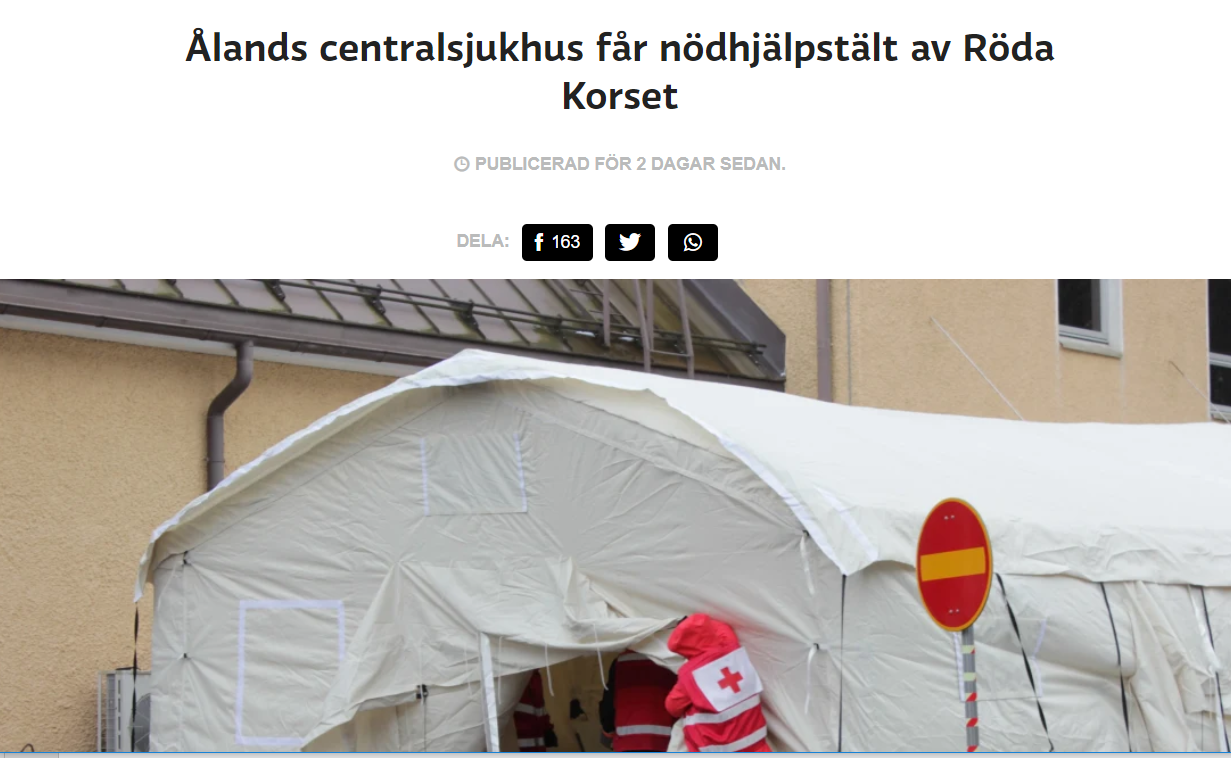 Ålands centralsjukhus får nödhjälpstält av Röda
Korset
PUBLICERAD FÖR 2 DAGAR SEDAN.
DELA: f 163